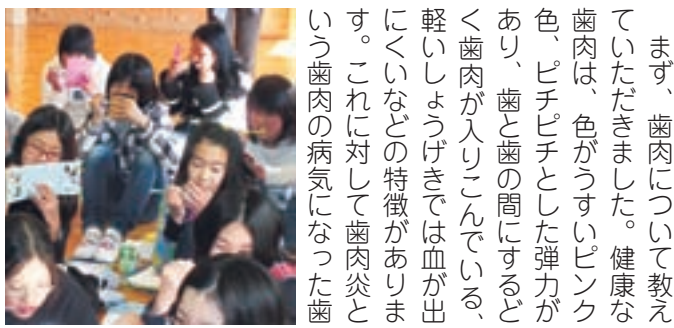 まず、歯肉について教え
ていただきました。健康な
歯肉は、色がうすいピンク
色、ピチピチとした弾力が
あり、歯と歯の間にするど
く歯肉が入りこんでいる、
軽いしょうげきでは血が出
にくいなどの特徴がありま
す。これに対して歯肉炎と
いう歯肉の病気になった歯